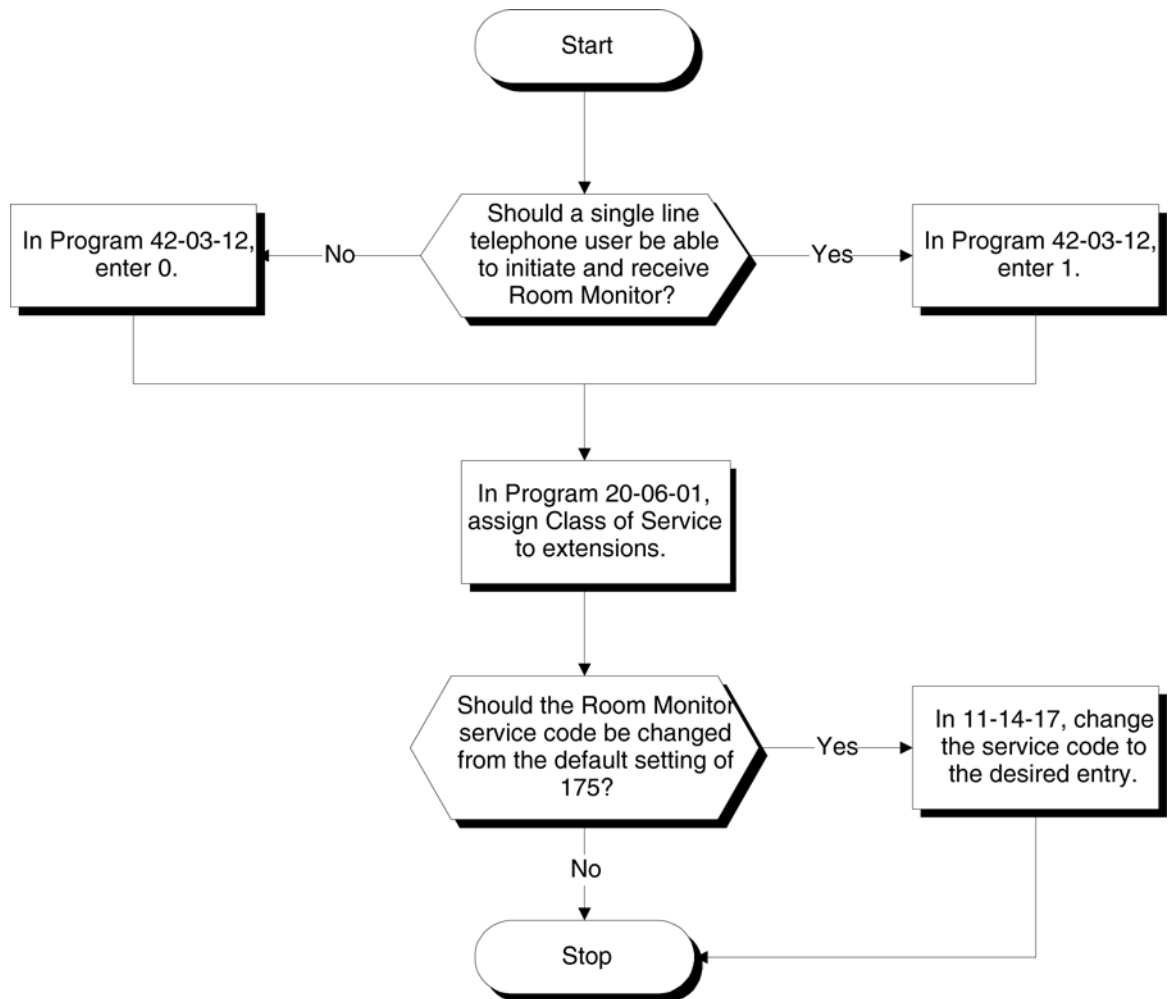 Start
Should a single line
telephone user be able
to initiate and receive
Room Monitor?
No
Yes
In Program 42-03-12,
enter 0.
In Program 42-03-12,
enter 1.
In Program 20-06-01,
assign Class of Service
to extensions.
Should the Room Monitor
service code be changed
from the default setting of
175?
Yes
In 11-14-17, change
the service code to
the desired entry.
No
Stop